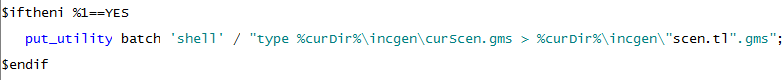 $iftheni %1==YES
put_utility batch 'shell' / "type %curDir%\incgen\curScen.gms > %curDir%\incgen\"scen.tl".gms";
$endif